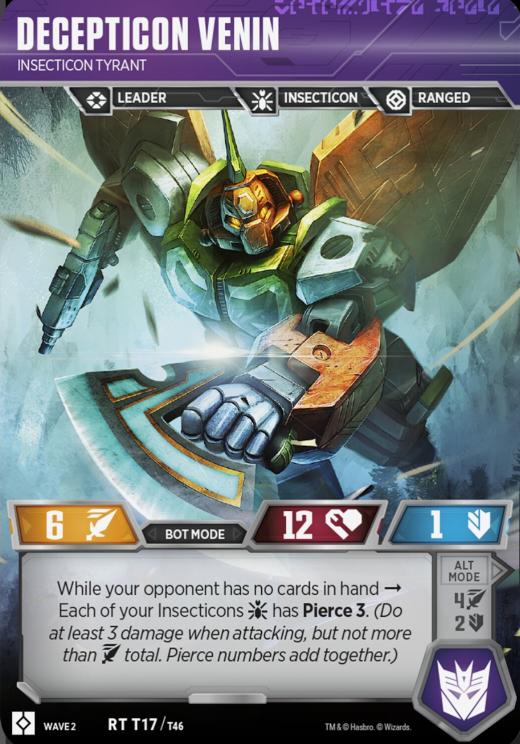 DECEPTICON VENIN
INSECTICON TYRANT
LEADER
INSECTICON
RANGED
6
BOT MODE
12
1
While your opponent has no cards in hand →
Each of your Insecticons has Pierce 3. (Do
at least 3 damage when attacking, but not more
than total. Pierce numbers add together.)
ALT
MODE
4
2
WAVE 2
RT T17/T46
TM & © Hasbro. © Wizards.